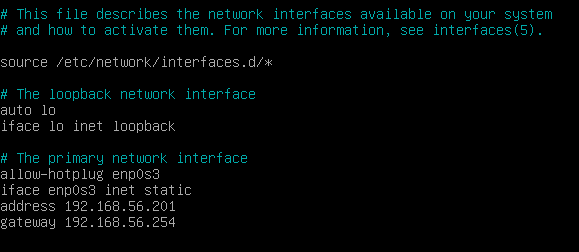 # This file describes the network interfaces available on your system
# and how to activate them. For more information, see interfaces(5).
source /etc/network/interfaces.d/*
# The loopback network interface
auto lo
iface lo inet loopback
# The primary network interface
allow-hotplug enp0s3
iface enp0s3 inet static
address 192.168.56.201
gateway 192.168.56.254